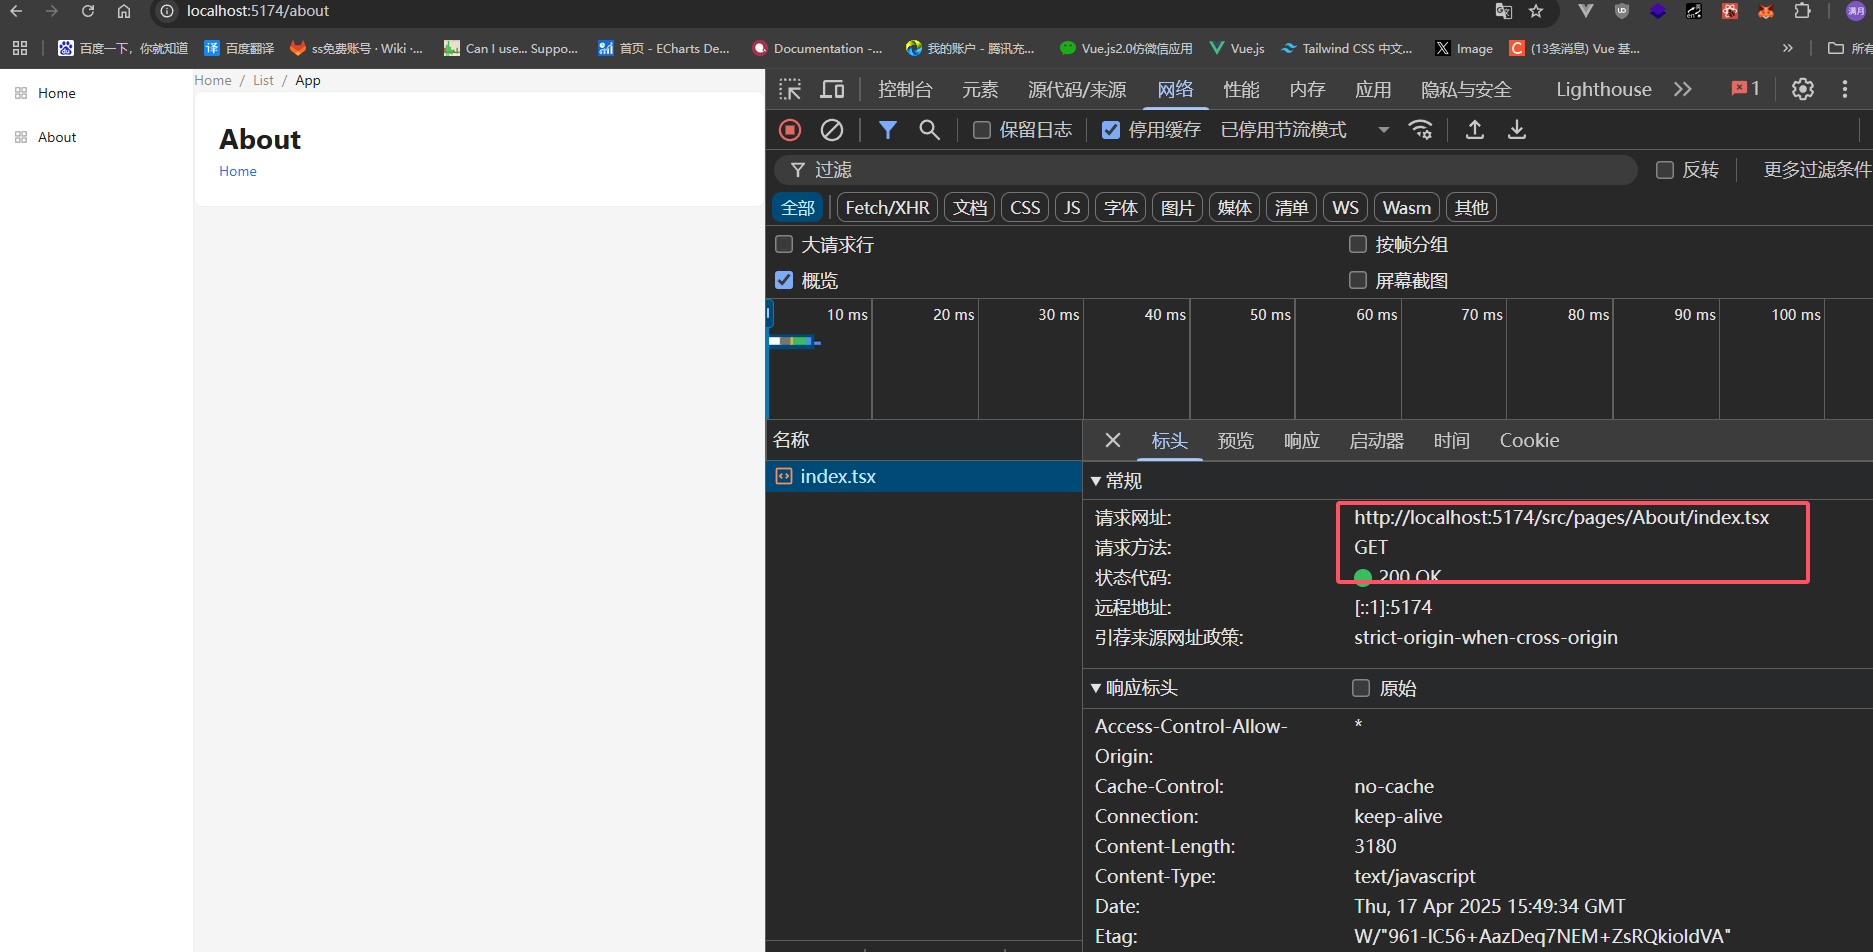 localhost:5174/about
满月
百度一下，你就知道
译 百度翻译
ss免费账号 · Wiki ·...
Can I use... Suppo...
首页 - ECharts De...
Documentation -...
我的账户 - 腾讯充...
Vue.js2.0仿微信应用
Vue.js
Tailwind CSS 中文...
X Image
C (13条消息) Vue 基...
所有
Home
About
Home / List / App
About
Home
控制台
元素
源代码/来源
网络
性能
内存
应用
隐私与安全
Lighthouse
1
保留日志
停用缓存
已停用节流模式
过滤
反转
更多过滤条件
全部
Fetch/XHR
文档
CSS
JS
字体
图片
媒体
清单
WS
Wasm
其他
大请求行
按帧分组
概览
屏幕截图
10 ms
20 ms
30 ms
40 ms
50 ms
60 ms
70 ms
80 ms
90 ms
100 ms
名称
index.tsx
标头
预览
响应
启动器
时间
Cookie
常规
请求网址: http://localhost:5174/src/pages/About/index.tsx
请求方法: GET
状态代码: 200 OK
远程地址: [::1]:5174
引荐来源网址政策: strict-origin-when-cross-origin
响应标头
原始
Access-Control-Allow-Origin: *
Cache-Control: no-cache
Connection: keep-alive
Content-Length: 3180
Content-Type: text/javascript
Date: Thu, 17 Apr 2025 15:49:34 GMT
Etag: W/"961-IC56+AazDeq7NEM+ZsRQkioldVA"